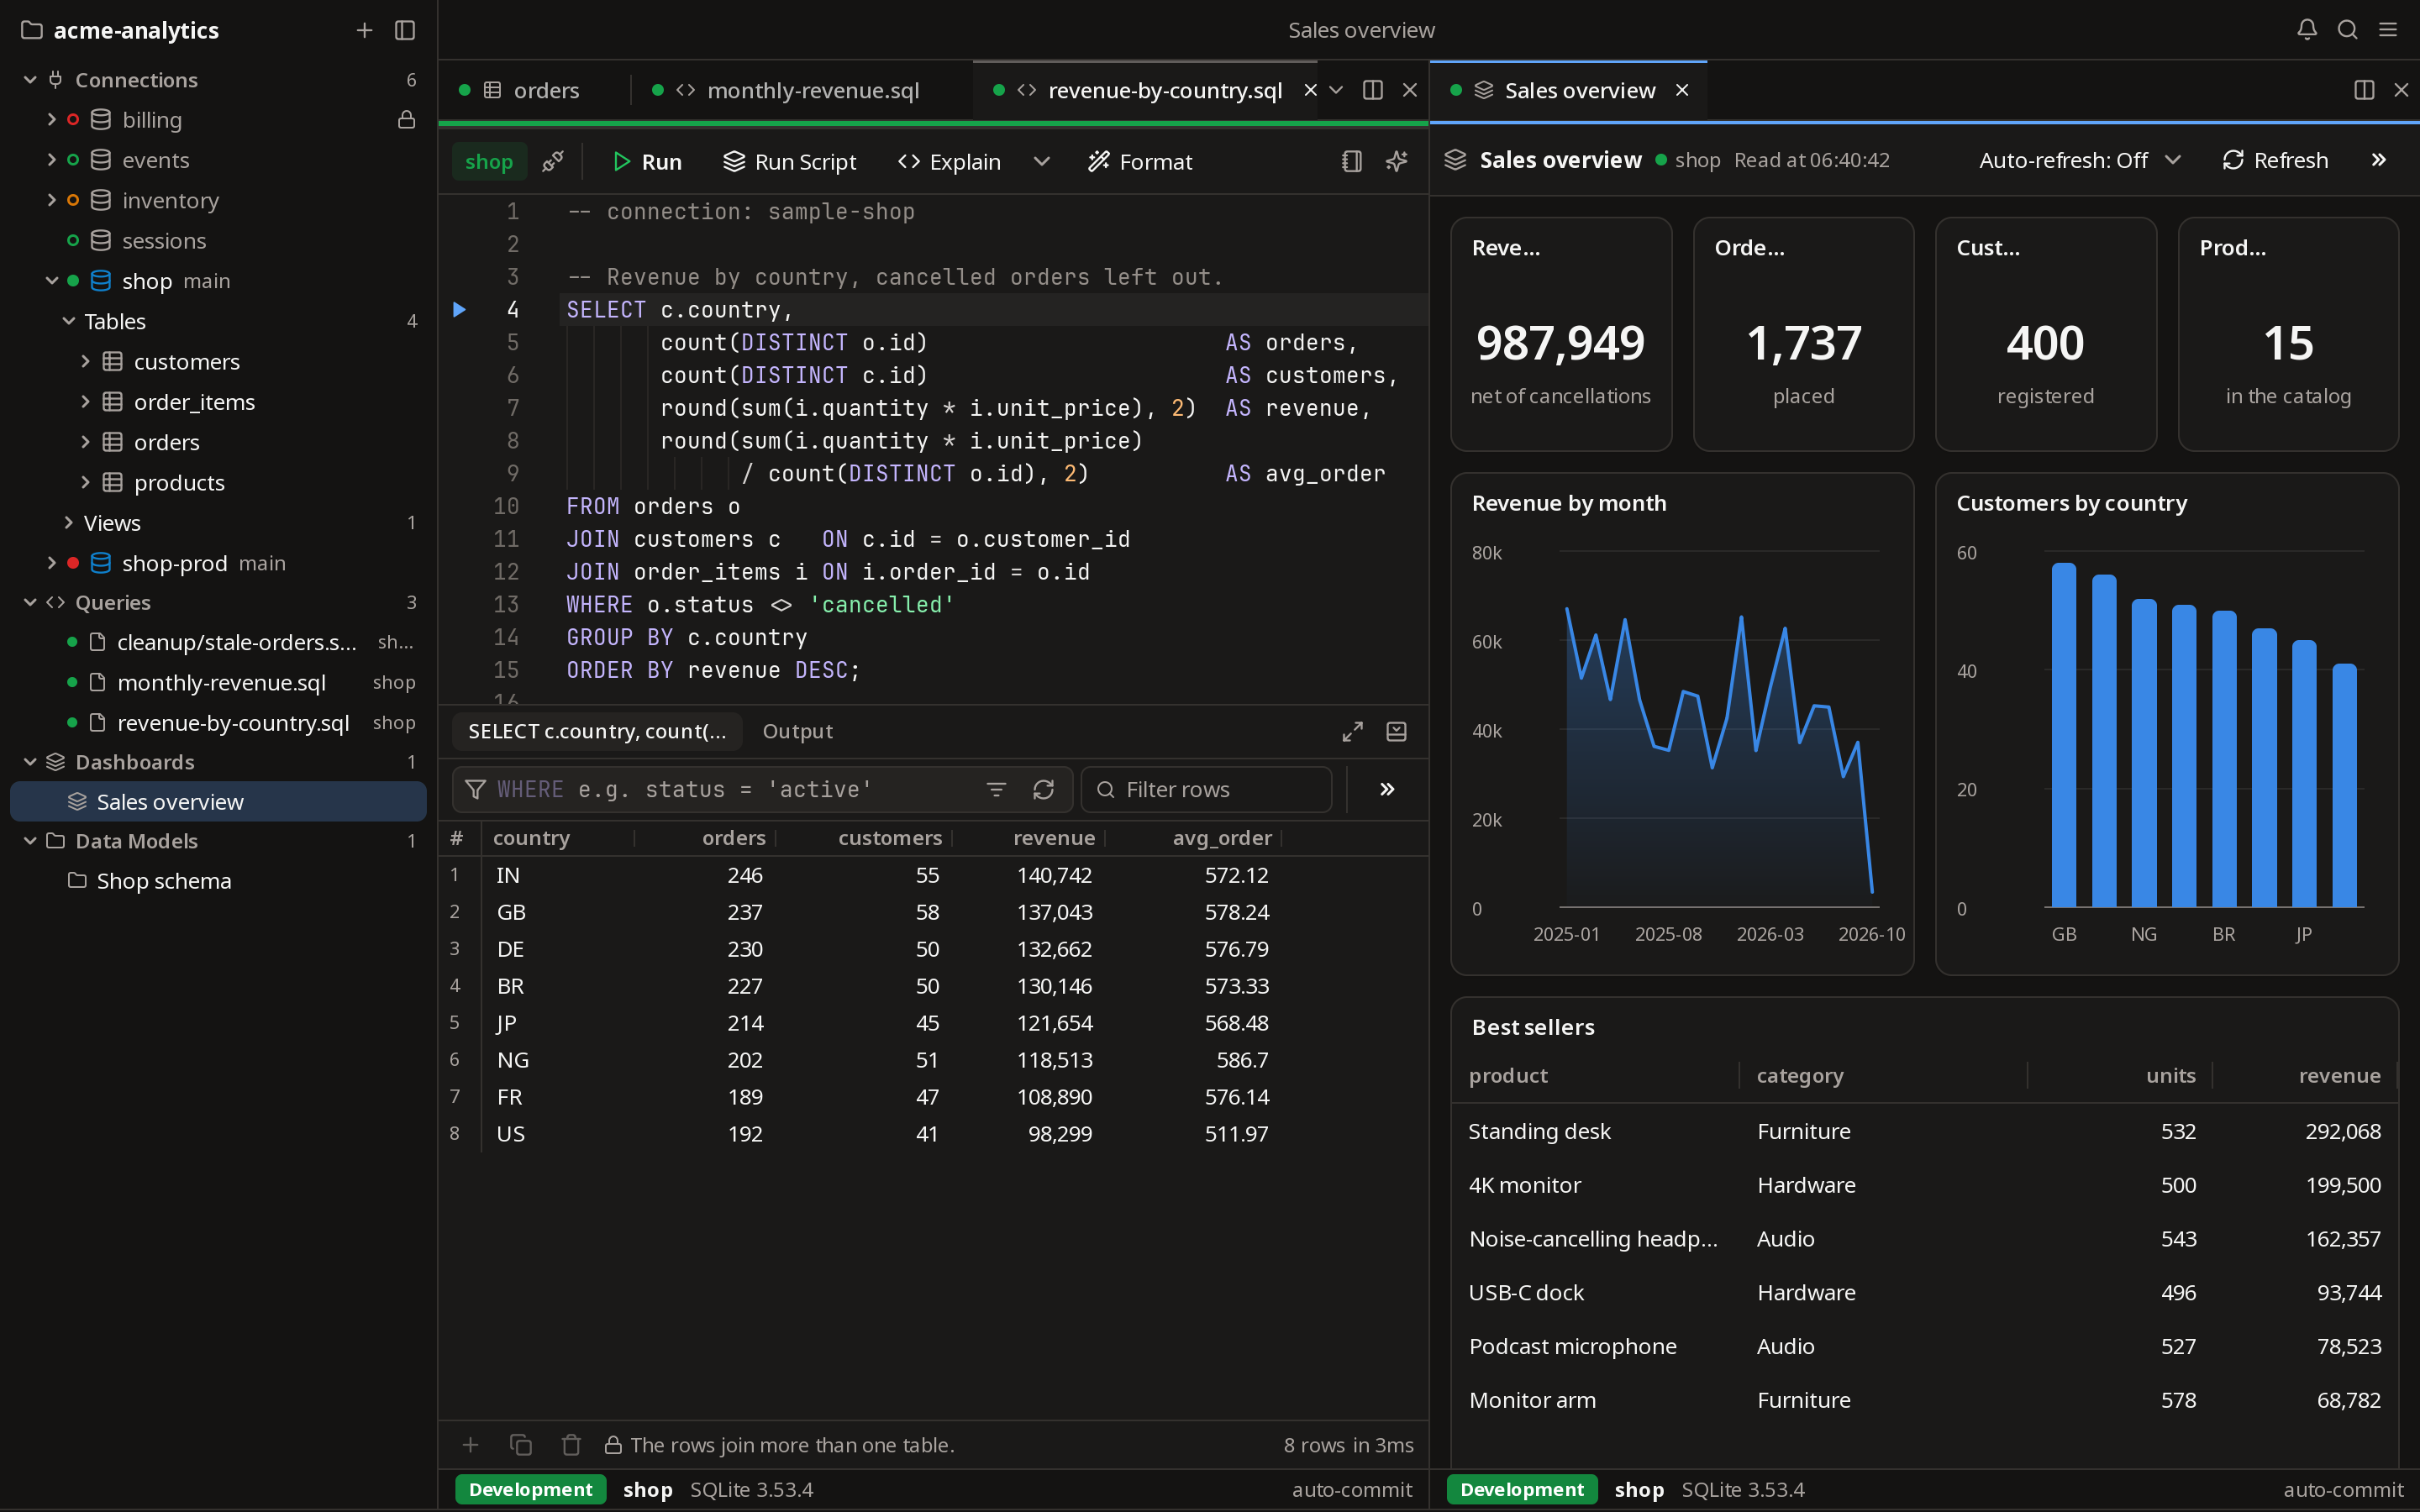 acme-analytics
Sales overview
Connections 6
billing
events
inventory
sessions
shop main
Tables 4
customers
order_items
orders
products
Views 1
shop-prod main
Queries 3
cleanup/stale-orders.s... sh...
monthly-revenue.sql shop
revenue-by-country.sql shop
Dashboards 1
Sales overview
Data Models 1
Shop schema
orders monthly-revenue.sql revenue-by-country.sql
shop Run Run Script Explain Format
1 -- connection: sample-shop
2
3 -- Revenue by country, cancelled orders left out.
4 SELECT c.country,
5 count(DISTINCT o.id) AS orders,
6 count(DISTINCT c.id) AS customers,
7 round(sum(i.quantity * i.unit_price), 2) AS revenue,
8 round(sum(i.quantity * i.unit_price)
9 / count(DISTINCT o.id), 2) AS avg_order
10 FROM orders o
11 JOIN customers c ON c.id = o.customer_id
12 JOIN order_items i ON i.order_id = o.id
13 WHERE o.status <> 'cancelled'
14 GROUP BY c.country
15 ORDER BY revenue DESC;
16
SELECT c.country, count(... Output
WHERE e.g. status = 'active' Filter rows
# country orders customers revenue avg_order
1 IN 246 55 140,742 572.12
2 GB 237 58 137,043 578.24
3 DE 230 50 132,662 576.79
4 BR 227 50 130,146 573.33
5 JP 214 45 121,654 568.48
6 NG 202 51 118,513 586.7
7 FR 189 47 108,890 576.14
8 US 192 41 98,299 511.97
The rows join more than one table. 8 rows in 3ms
Development shop SQLite 3.53.4 auto-commit
Sales overview
Sales overview shop Read at 06:40:42 Auto-refresh: Off Refresh
Reve... Orde... Cust... Prod...
987,949 1,737 400 15
net of cancellations placed registered in the catalog
Revenue by month
80k
60k
40k
20k
0
2025-01 2025-08 2026-03 2026-10
Customers by country
60
40
20
0
GB NG BR JP
Best sellers
product category units revenue
Standing desk Furniture 532 292,068
4K monitor Hardware 500 199,500
Noise-cancelling headp... Audio 543 162,357
USB-C dock Hardware 496 93,744
Podcast microphone Audio 527 78,523
Monitor arm Furniture 578 68,782
Development shop SQLite 3.53.4 auto-commit